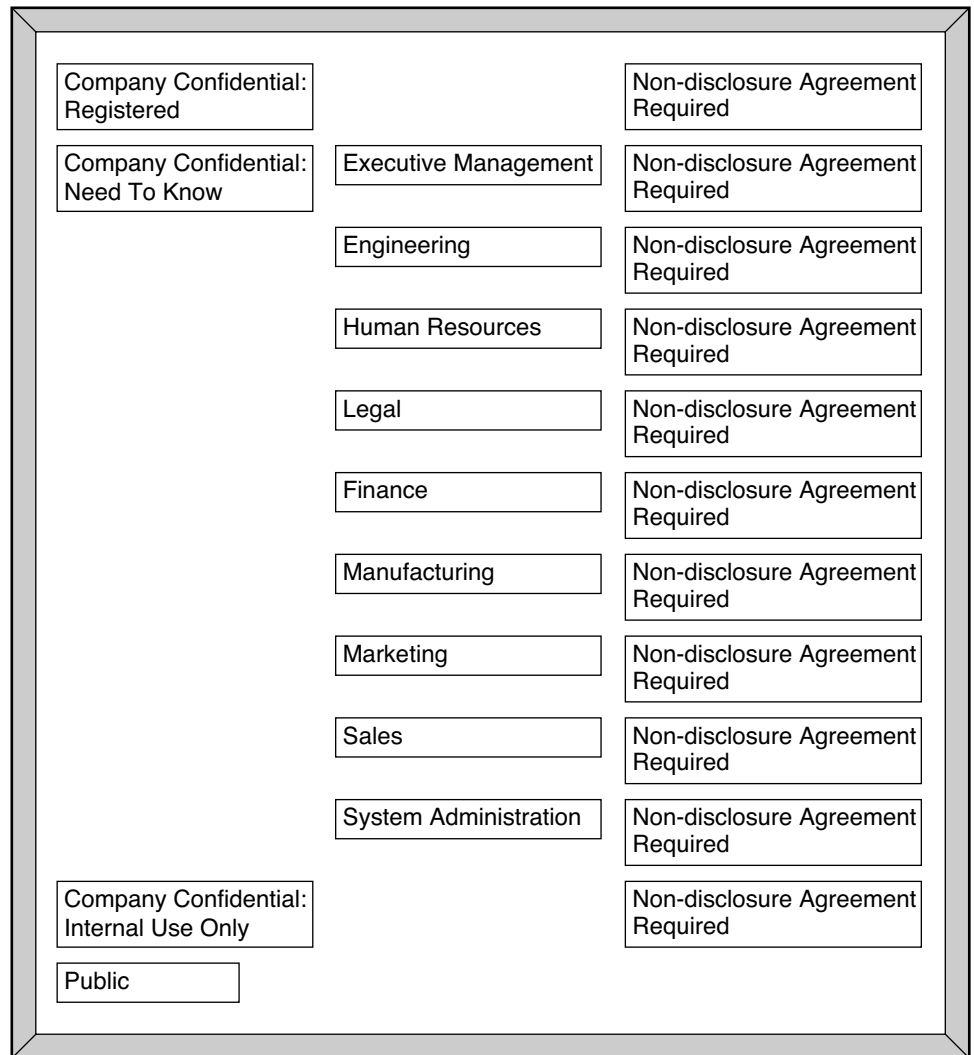 Company Confidential:
Registered
Non-disclosure Agreement
Required
Company Confidential:
Need To Know
Executive Management
Non-disclosure Agreement
Required
Engineering
Non-disclosure Agreement
Required
Human Resources
Non-disclosure Agreement
Required
Legal
Non-disclosure Agreement
Required
Finance
Non-disclosure Agreement
Required
Manufacturing
Non-disclosure Agreement
Required
Marketing
Non-disclosure Agreement
Required
Sales
Non-disclosure Agreement
Required
System Administration
Non-disclosure Agreement
Required
Company Confidential:
Internal Use Only
Non-disclosure Agreement
Required
Public